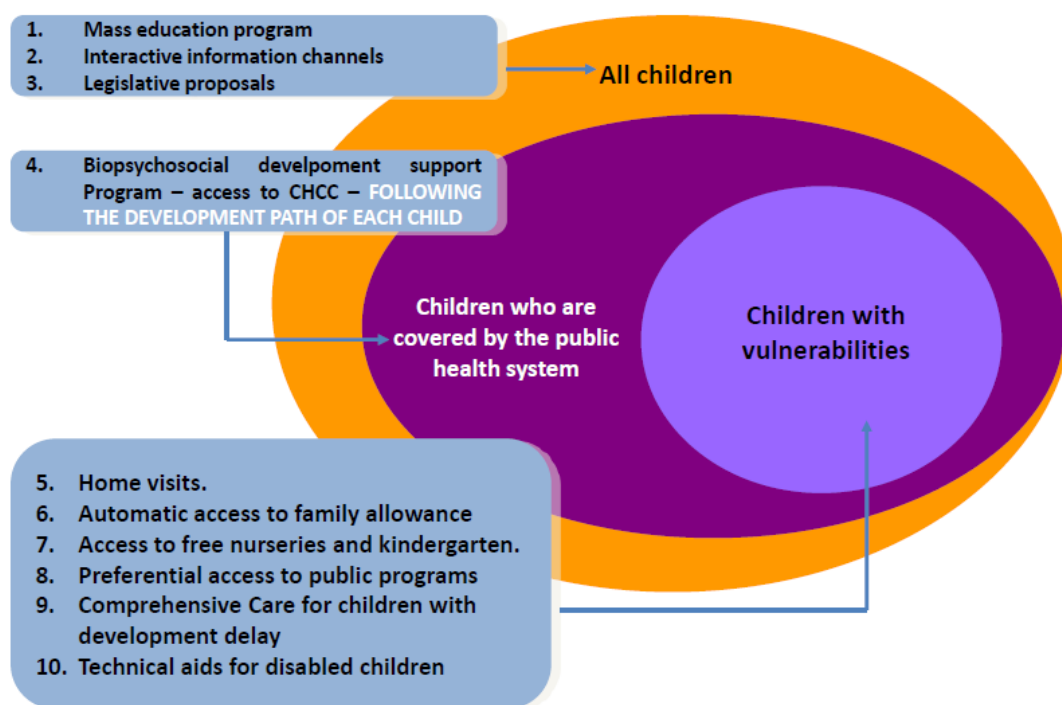 1. Mass education program
2. Interactive information channels
3. Legislative proposals
All children
4. Biopsychosocial develpoment support
Program – access to CHCC – FOLLOWING
THE DEVELOPMENT PATH OF EACH CHILD
Children who are
covered by the public
health system
Children with
vulnerabilities
5. Home visits.
6. Automatic access to family allowance
7. Access to free nurseries and kindergarten.
8. Preferential access to public programs
9. Comprehensive Care for children with
development delay
10. Technical aids for disabled children